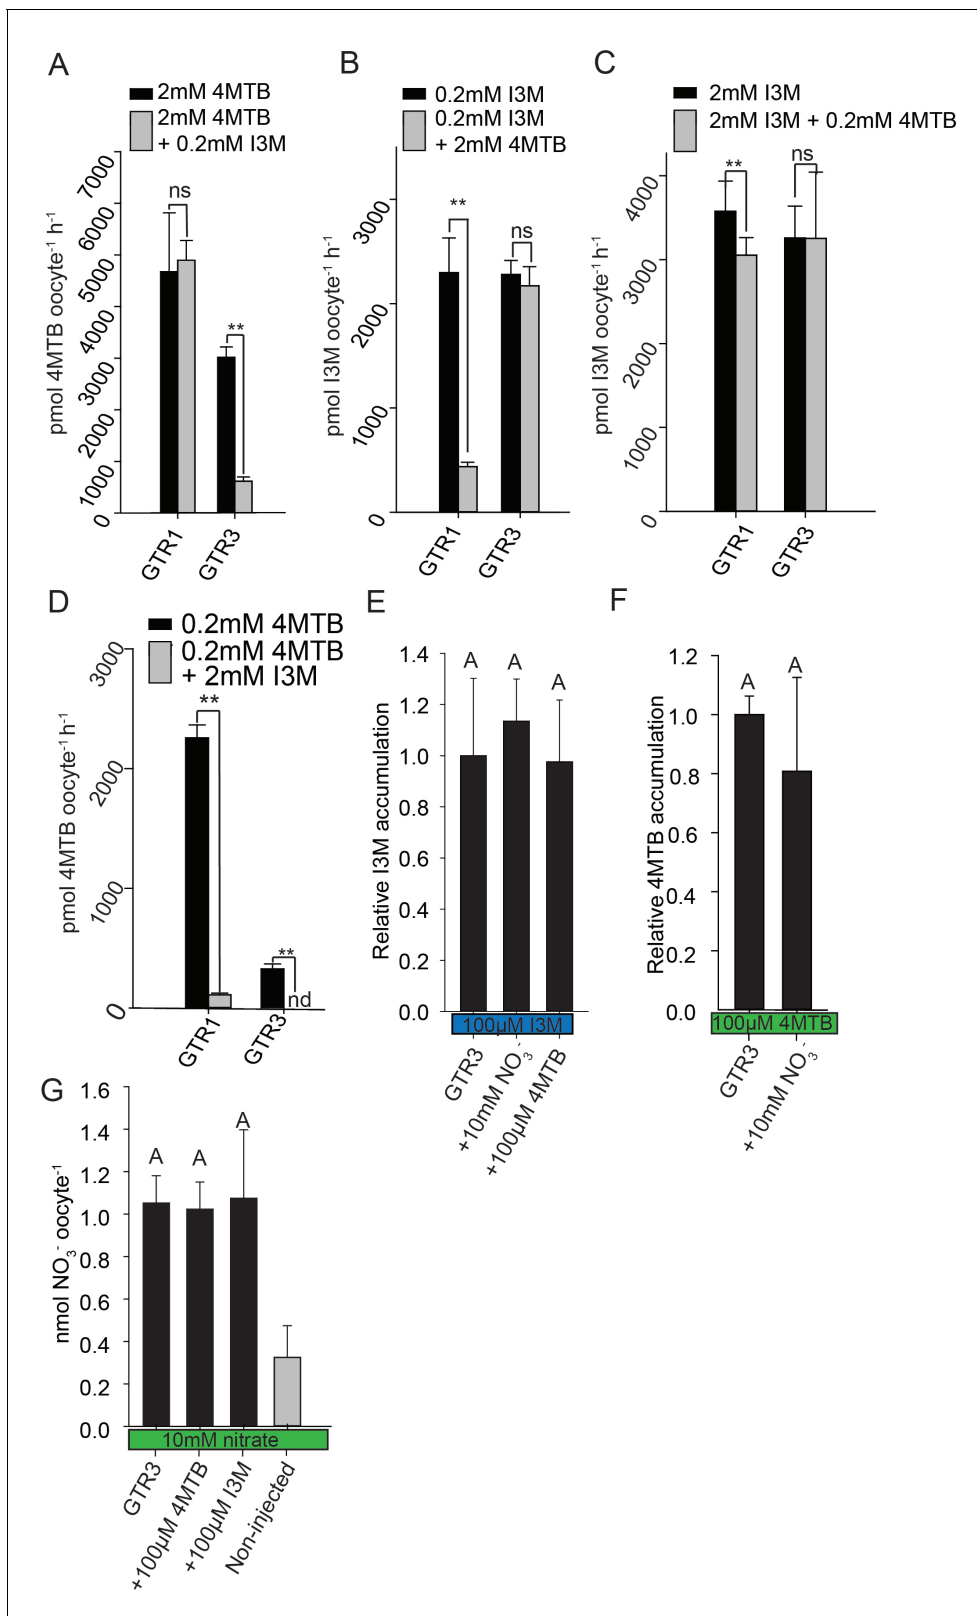 A
2mM 4MTB
2mM 4MTB
+ 0.2mM I3M
pmol 4MTB oocyte-1 h-1
7000
6000
5000
4000
3000
2000
1000
0
ns
**
GTR1
GTR3
B
0.2mM I3M
0.2mM I3M
+ 2mM 4MTB
pmol I3M oocyte-1 h-1
3000
2000
1000
0
**
ns
GTR1
GTR3
C
2mM I3M
2mM I3M + 0.2mM 4MTB
pmol I3M oocyte-1 h-1
4000
3000
2000
1000
0
**
ns
GTR1
GTR3
D
0.2mM 4MTB
0.2mM 4MTB
+ 2mM I3M
pmol 4MTB oocyte-1 h-1
3000
2000
1000
0
**
**
nd
GTR1
GTR3
E
Relative I3M accumulation
1.4
1.2
1.0
0.8
0.6
0.4
0.2
0.0
A
A
A
100µM I3M
GTR3
+10mM NO3-
+100µM 4MTB
F
Relative 4MTB accumulation
1.2
1.0
0.8
0.6
0.4
0.2
0.0
A
A
100µM 4MTB
GTR3
+10mM NO3-
G
nmol NO3- oocyte-1
1.6
1.4
1.2
1.0
0.8
0.6
0.4
0.2
0.0
A
A
A
10mM nitrate
GTR3
+100µM 4MTB
+100µM I3M
Non-injected